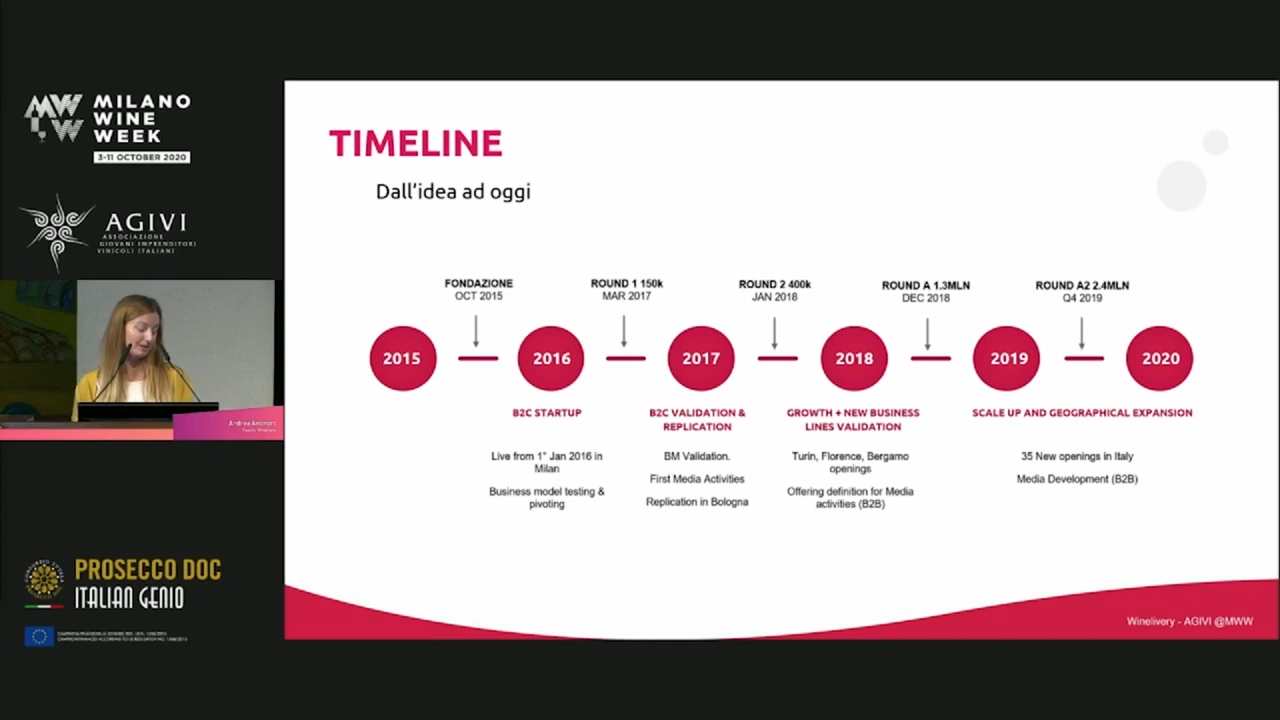 MILANO
WINE
WEEK
3-11 OCTOBER 2020
AGIVI
ASSOCIAZIONE
GIOVANI IMPRENDITORI
VINICOLI ITALIANI
PROSECCO DOC
ITALIAN GENIO
TIMELINE
Dall'idea ad oggi
FONDAZIONE
OCT 2015
ROUND 1 150k
MAR 2017
ROUND 2 400k
JAN 2018
ROUND A 1.3MLN
DEC 2018
ROUND A2 2.4MLN
Q4 2019
2015
2016
2017
2018
2019
2020
B2C STARTUP
Live from 1° Jan 2016 in
Milan
Business model testing &
pivoting
B2C VALIDATION &
REPLICATION
BM Validation.
First Media Activities
Replication in Bologna
GROWTH + NEW BUSINESS
LINES VALIDATION
Turin, Florence, Bergamo
openings
Offering definition for Media
activities (B2B)
SCALE UP AND GEOGRAPHICAL EXPANSION
35 New openings in Italy
Media Development (B2B)
Winelivery - AGIVI @MWW